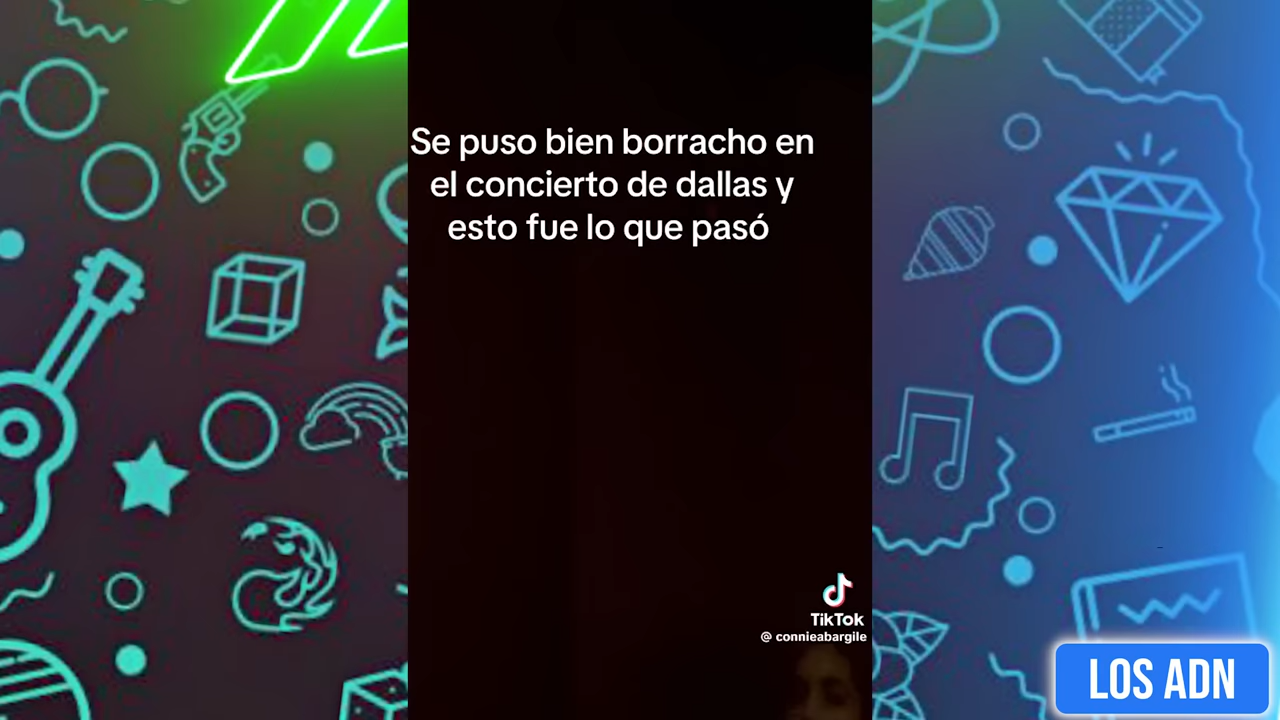 Se puso bien borracho en
el concierto de dallas y
esto fue lo que pasó
TikTok
@ connieabargile
LOS ADN